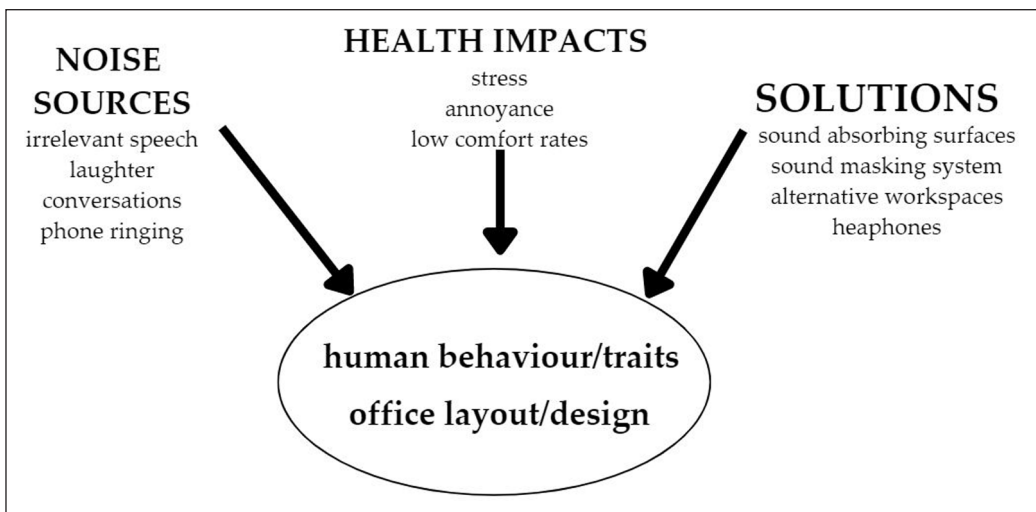 NOISE
SOURCES
irrelevant speech
laughter
conversations
phone ringing
HEALTH IMPACTS
stress
annoyance
low comfort rates
SOLUTIONS
sound absorbing surfaces
sound masking system
alternative workspaces
heaphones
human behaviour/traits
office layout/design